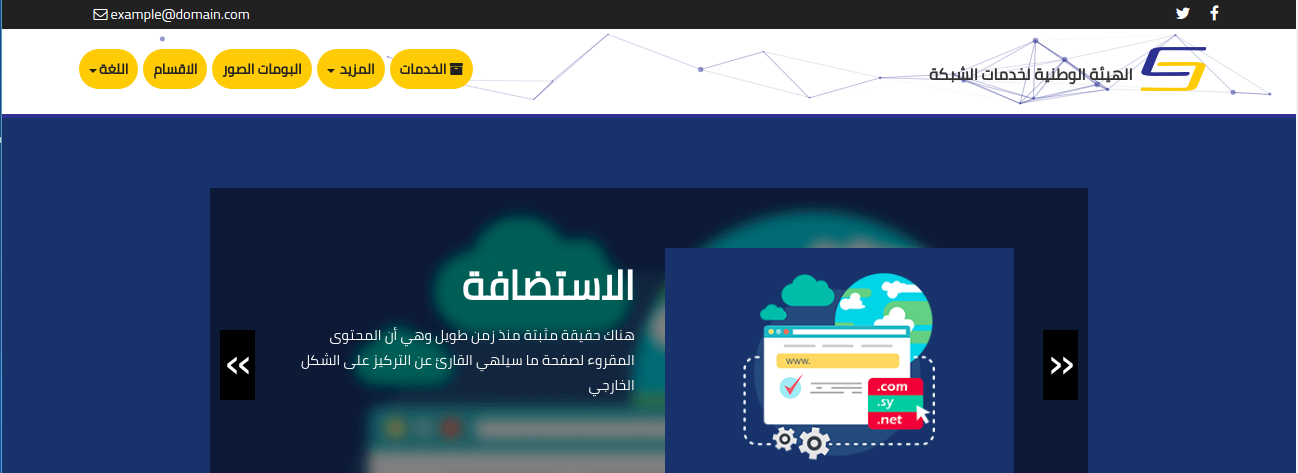 example@domain.com
الهيئة الوطنية لخدمات الشبكة
الخدمات
المزيد
البومات الصور
الاقسام
اللغة
الاستضافة
هناك حقيقة مثبتة منذ زمن طويل وهي أن المحتوى
المقروء لصفحة ما سيلهي القارئ عن التركيز على الشكل
الخارجي
www.
.com
.sy
.net